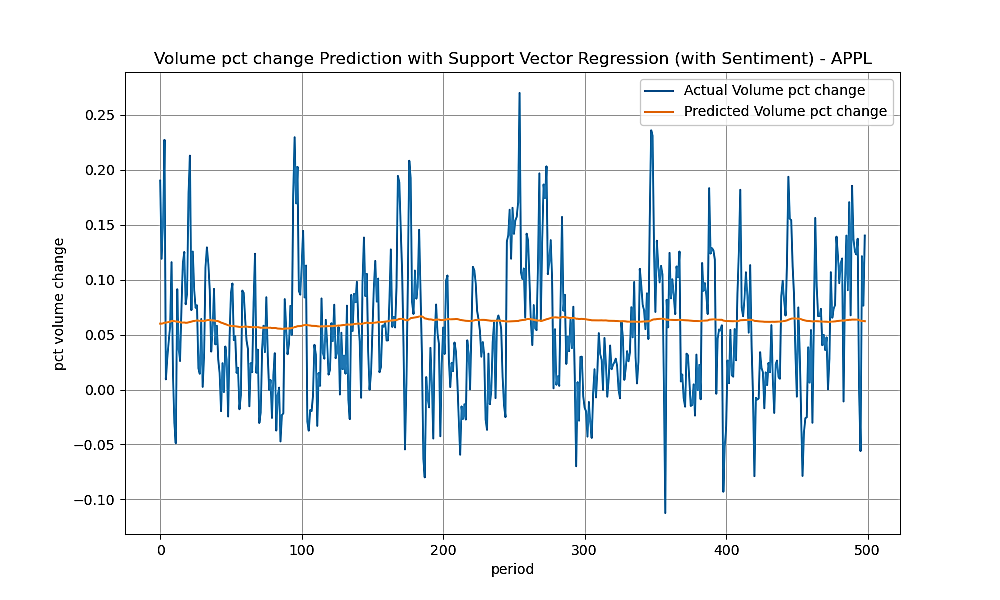 Volume pct change Prediction with Support Vector Regression (with Sentiment) - APPL
Actual Volume pct change
Predicted Volume pct change
0.25
0.20
0.15
0.10
0.05
0.00
−0.05
−0.10
pct volume change
0 100 200 300 400 500
period